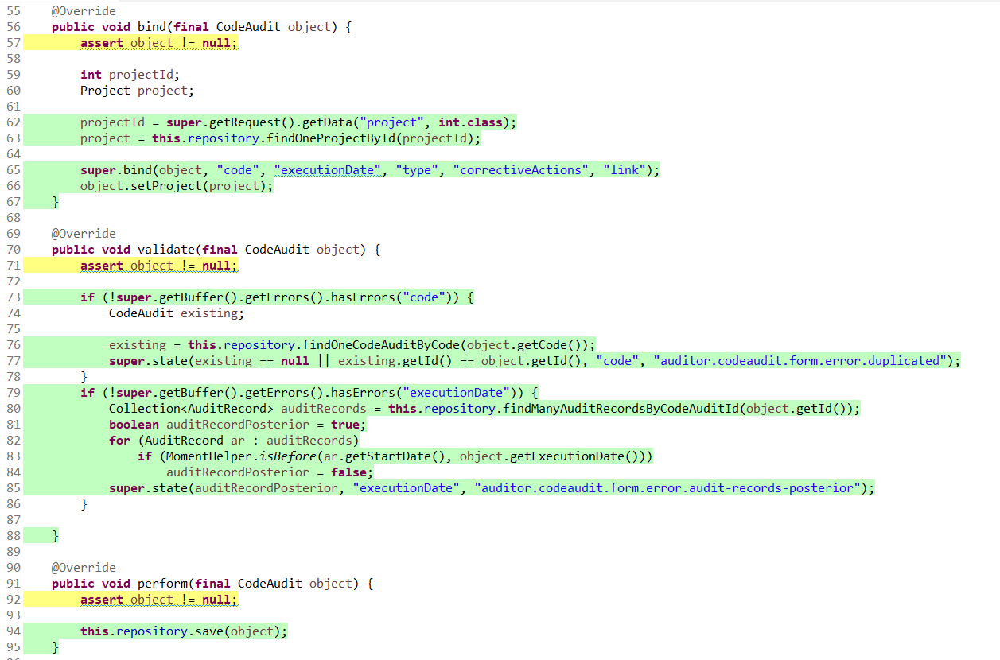 55 @Override
56 public void bind(final CodeAudit object) {
57 assert object != null;
58
59 int projectId;
60 Project project;
61
62 projectId = super.getRequest().getData("project", int.class);
63 project = this.repository.findOneProjectById(projectId);
64
65 super.bind(object, "code", "executionDate", "type", "correctiveActions", "link");
66 object.setProject(project);
67 }
68
69 @Override
70 public void validate(final CodeAudit object) {
71 assert object != null;
72
73 if (!super.getBuffer().getErrors().hasErrors("code")) {
74 CodeAudit existing;
75
76 existing = this.repository.findOneCodeAuditByCode(object.getCode());
77 super.state(existing == null || existing.getId() == object.getId(), "code", "auditor.codeaudit.form.error.duplicated");
78 }
79 if (!super.getBuffer().getErrors().hasErrors("executionDate")) {
80 Collection<AuditRecord> auditRecords = this.repository.findManyAuditRecordsByCodeAuditId(object.getId());
81 boolean auditRecordPosterior = true;
82 for (AuditRecord ar : auditRecords)
83 if (MomentHelper.isBefore(ar.getStartDate(), object.getExecutionDate()))
84 auditRecordPosterior = false;
85 super.state(auditRecordPosterior, "executionDate", "auditor.codeaudit.form.error.audit-records-posterior");
86 }
87
88 }
89
90 @Override
91 public void perform(final CodeAudit object) {
92 assert object != null;
93
94 this.repository.save(object);
95 }